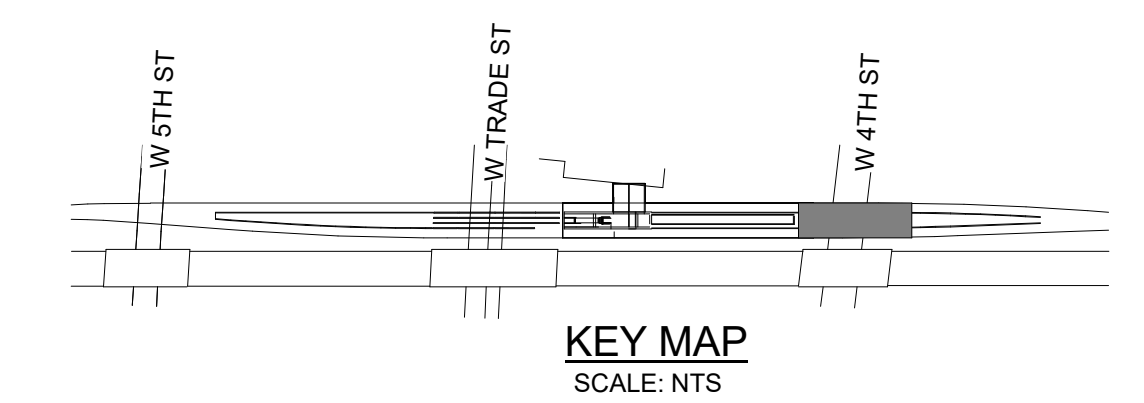 W 5TH ST
W TRADE ST
W 4TH ST
KEY MAP
SCALE: NTS